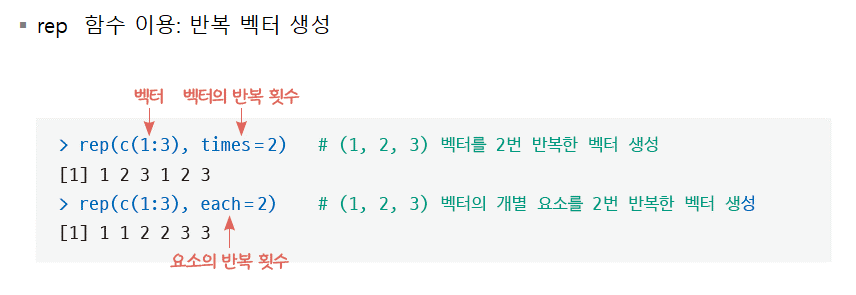 ▪ rep 함수 이용: 반복 벡터 생성
벡터 벡터의 반복 횟수
> rep(c(1:3), times=2) # (1, 2, 3) 벡터를 2번 반복한 벡터 생성
[1] 1 2 3 1 2 3
> rep(c(1:3), each=2) # (1, 2, 3) 벡터의 개별 요소를 2번 반복한 벡터 생성
[1] 1 1 2 2 3 3
요소의 반복 횟수